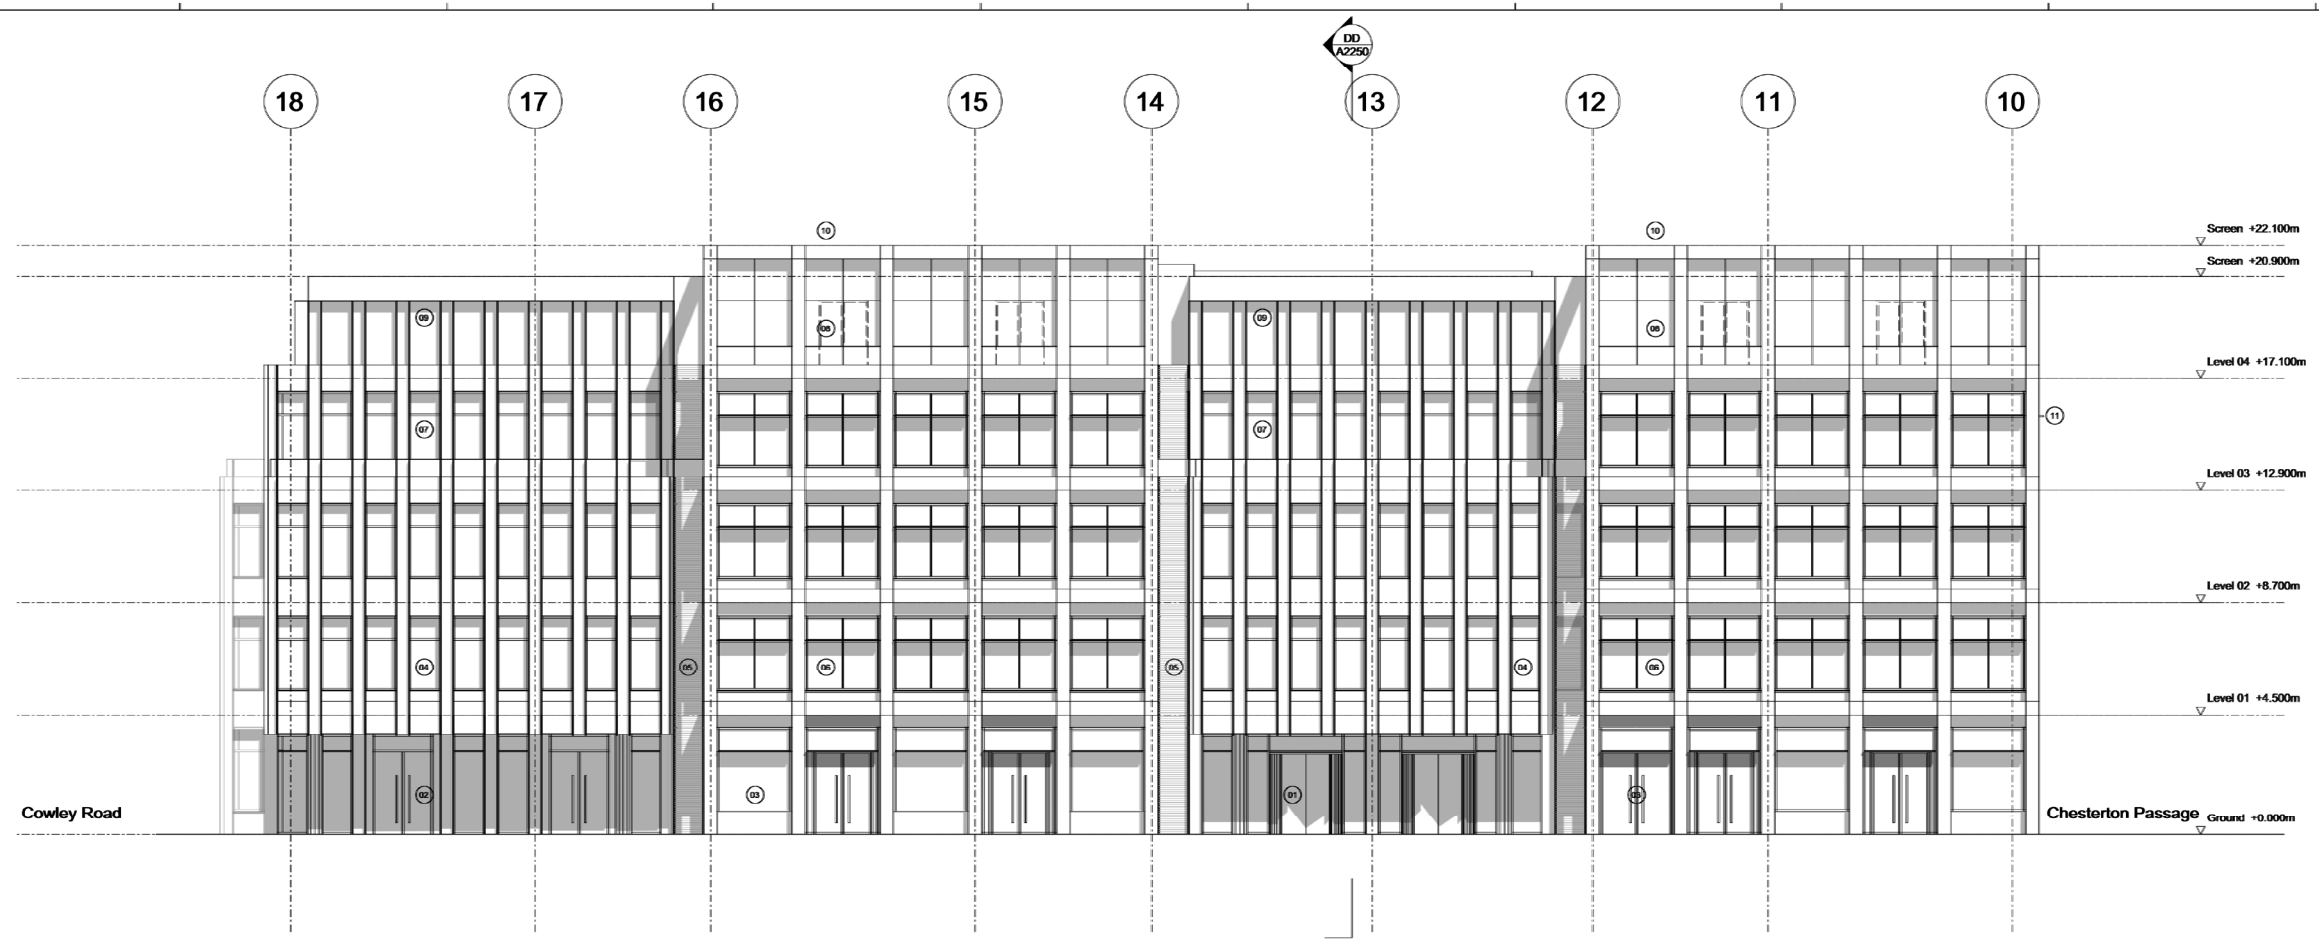 DD
A2250
18 17 16 15 14 13 12 11 10
10 10
Screen +22.100m
Screen +20.900m
09 08 09 08
Level 04 +17.100m
07 07 11
Level 03 +12.900m
Level 02 +8.700m
04 05 06 05 04 06
Level 01 +4.500m
02 03 01 03
Cowley Road
Chesterton Passage Ground +0.000m